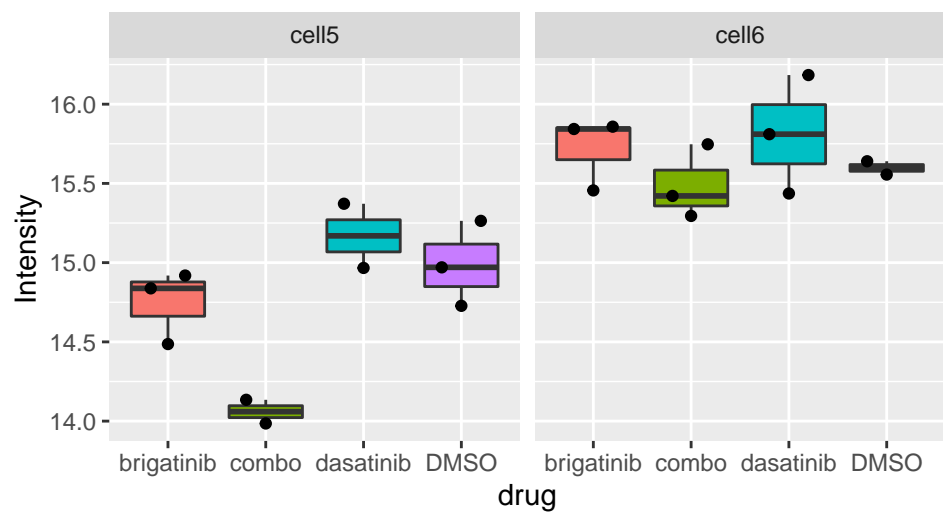 cell5 cell6
Intensity
16.0
15.5
15.0
14.5
14.0
brigatinib combo dasatinib DMSO brigatinib combo dasatinib DMSO
drug